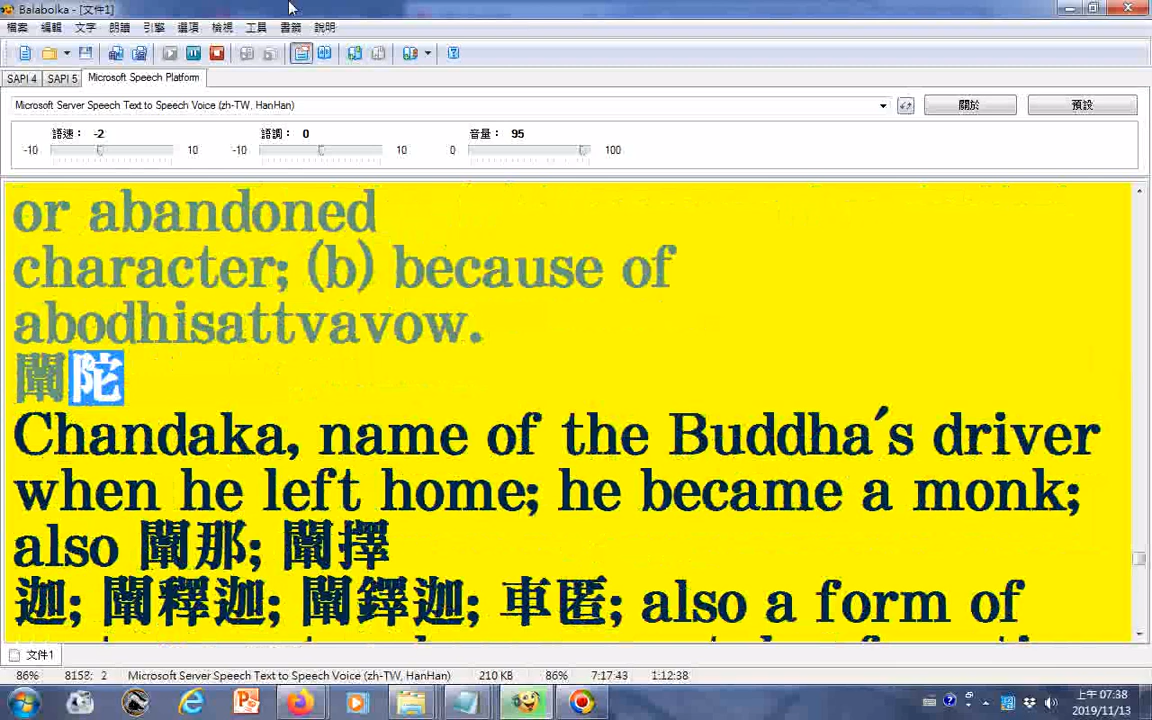 Balabolka - [文件1]
檔案 編輯 文字 朗讀 引擎 選項 檢視 工具 書籤 說明
SAPI 4 SAPI 5 Microsoft Speech Platform
Microsoft Server Speech Text to Speech Voice (zh-TW, HanHan) 關於 預設
語速： -2 語調： 0 音量： 95
-10 10 -10 10 0 100
or abandoned
character; (b) because of
abodhisattvavow.
闡陀
Chandaka, name of the Buddha´s driver
when he left home; he became a monk;
also 闡那; 闡擇
迦; 闡釋迦; 闡鐸迦; 車匿; also a form of
文件1
86% 8158: 2 Microsoft Server Speech Text to Speech Voice (zh-TW, HanHan) 210 KB 86% 7:17:43 1:12:38
上午 07:38
2019/11/13